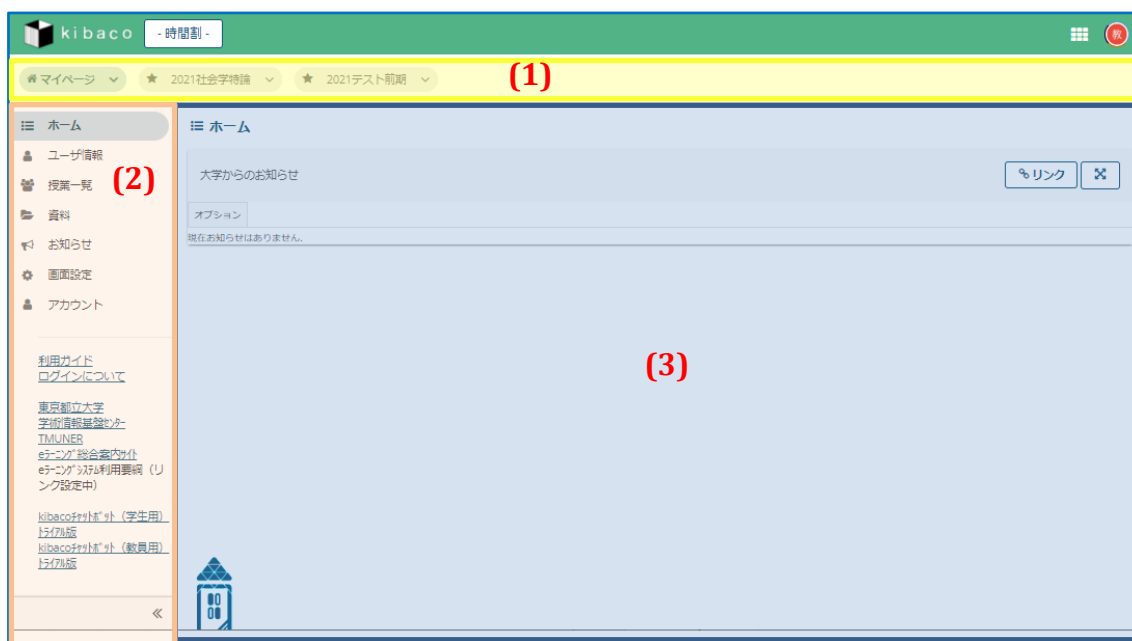 kibaco - 時間割 - 教
マイページ 2021社会学特論 2021テスト前期 (1)
ホーム
ユーザ情報
授業一覧
(2)
資料
お知らせ
画面設定
アカウント
利用ガイド
ログインについて
東京都立大学
学術情報基盤ｾﾝﾀｰ
TMUNER
eﾗｰﾆﾝｸﾞ総合案内ｻｲﾄ
eﾗｰﾆﾝｸﾞｼｽﾃﾑ利用要綱（リ
ンク設定中）
kibacoﾁｬｯﾄﾎﾞｯﾄ（学生用）
ﾄﾗｲｱﾙ版
kibacoﾁｬｯﾄﾎﾞｯﾄ（教員用）
ﾄﾗｲｱﾙ版
ホーム
大学からのお知らせ リンク
オプション
現在お知らせはありません.
(3)